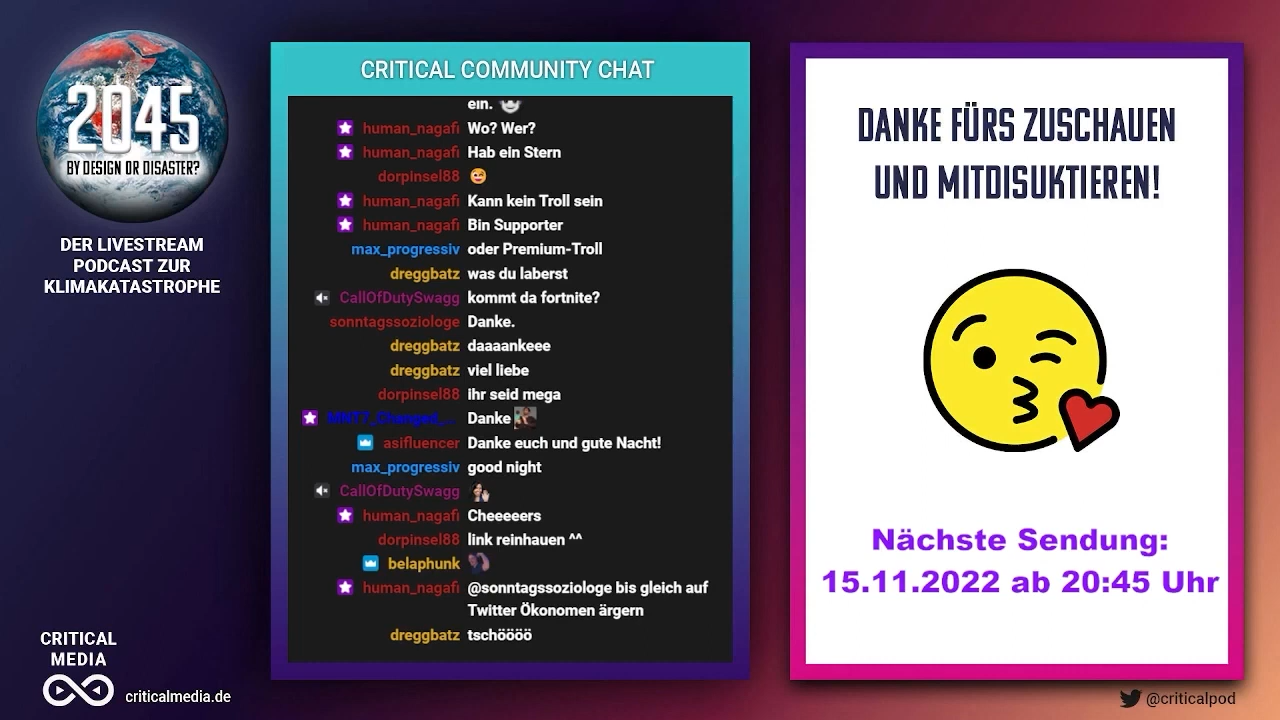 2045
BY DESIGN OR DISASTER?
DER LIVESTREAM
PODCAST ZUR
KLIMAKATASTROPHE
CRITICAL COMMUNITY CHAT
ein.
human_nagafi Wo? Wer?
human_nagafi Hab ein Stern
dorpinsel88
human_nagafi Kann kein Troll sein
human_nagafi Bin Supporter
max_progressiv oder Premium-Troll
dreggbatz was du laberst
CallOfDutySwagg kommt da fortnite?
sonntagssoziologe Danke.
dreggbatz daaaankeee
dreggbatz viel liebe
dorpinsel88 ihr seid mega
Danke
asifluencer Danke euch und gute Nacht!
max_progressiv good night
CallOfDutySwagg
human_nagafi Cheeeeers
dorpinsel88 link reinhauen ^^
belaphunk
human_nagafi @sonntagssoziologe bis gleich auf
Twitter Ökonomen ärgern
dreggbatz tschöööö
DANKE FÜRS ZUSCHAUEN
UND MITDISUKTIEREN!
Nächste Sendung:
15.11.2022 ab 20:45 Uhr
CRITICAL
MEDIA
criticalmedia.de
@criticalpod